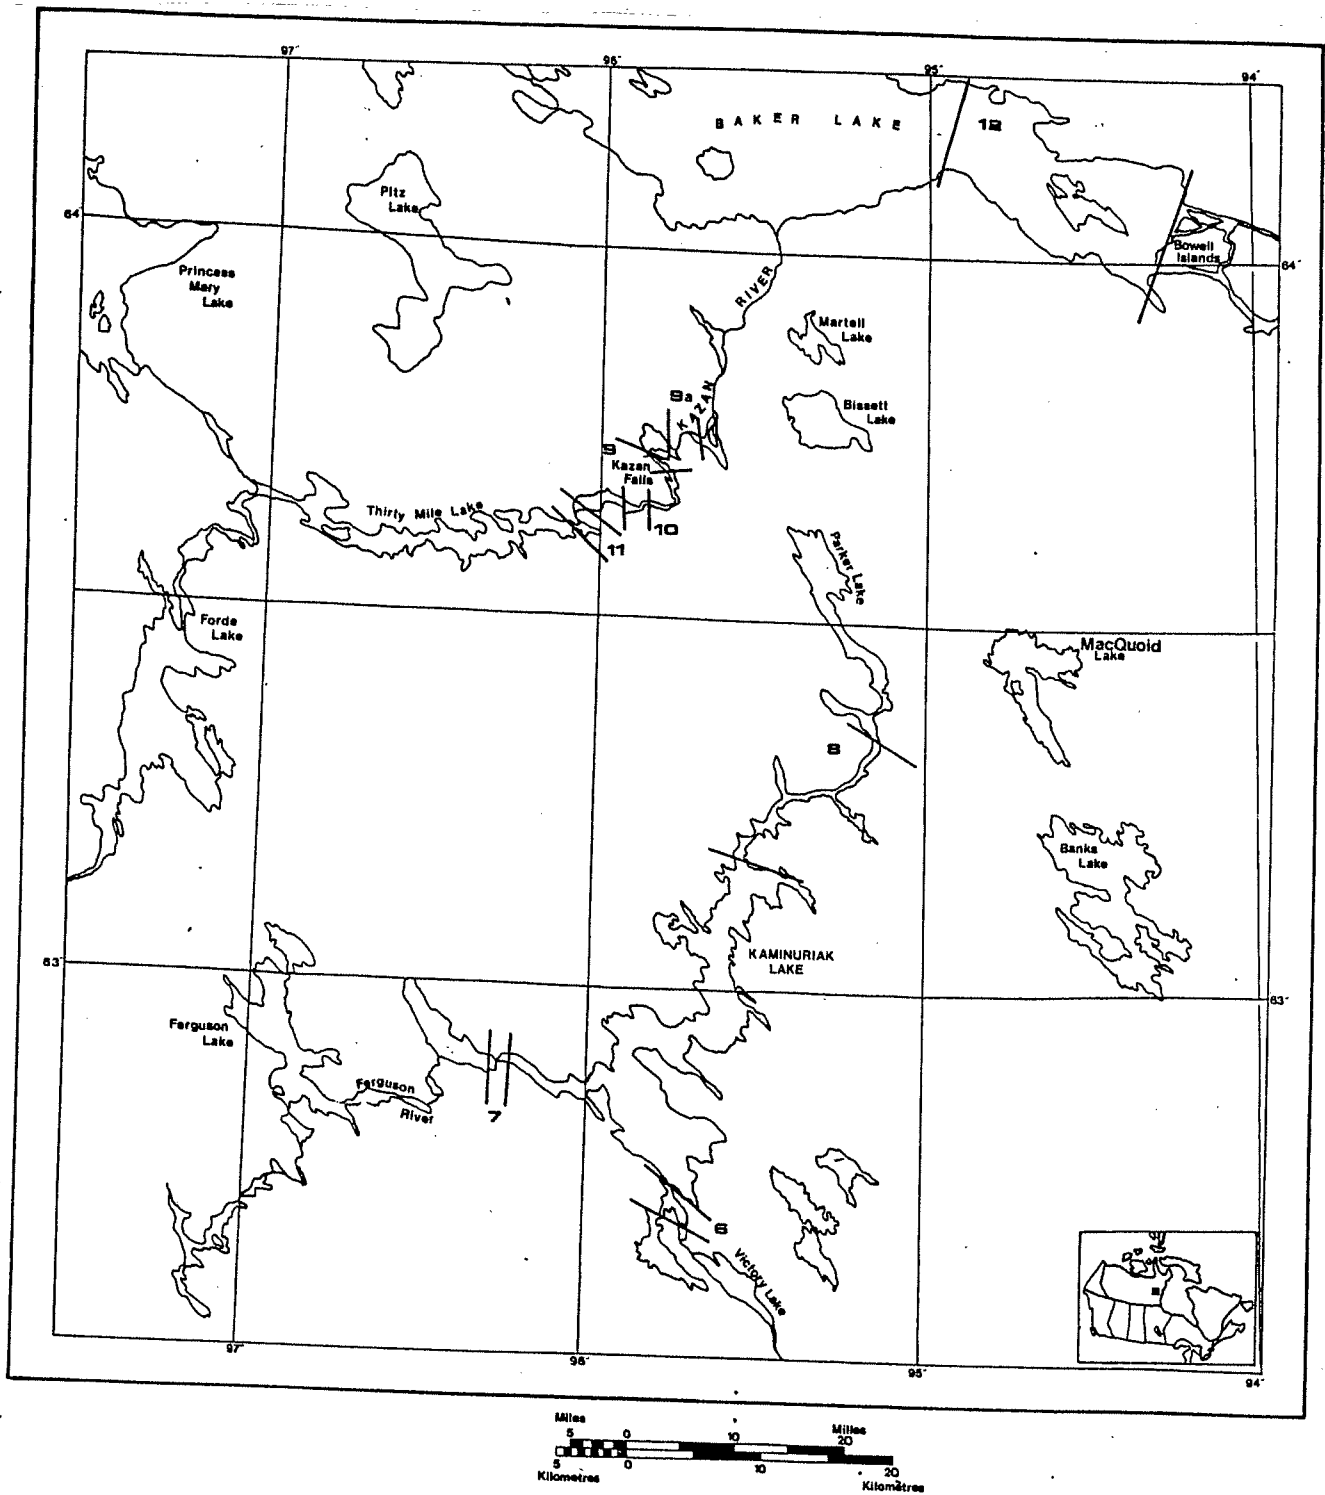 97°
96°
95°
94°
BAKER LAKE
12
Pitz
Lake
64°
Princess
Mary
Lake
RIVER
Bowell
Islands
64°
Martell
Lake
KAZAN
9a
Bissett
Lake
9
Kazan
Falls
Thirty Mile Lake
10
11
Parker Lake
Forde
Lake
MacQuoid
Lake
8
Banks
Lake
KAMINURIAK
LAKE
63°
63°
Ferguson
Lake
Ferguson
River
7
6
Victory Lake
97°
96°
95°
94°
Miles
Miles
5 0 10 20
5 0 10 20
Kilometres
Kilometres